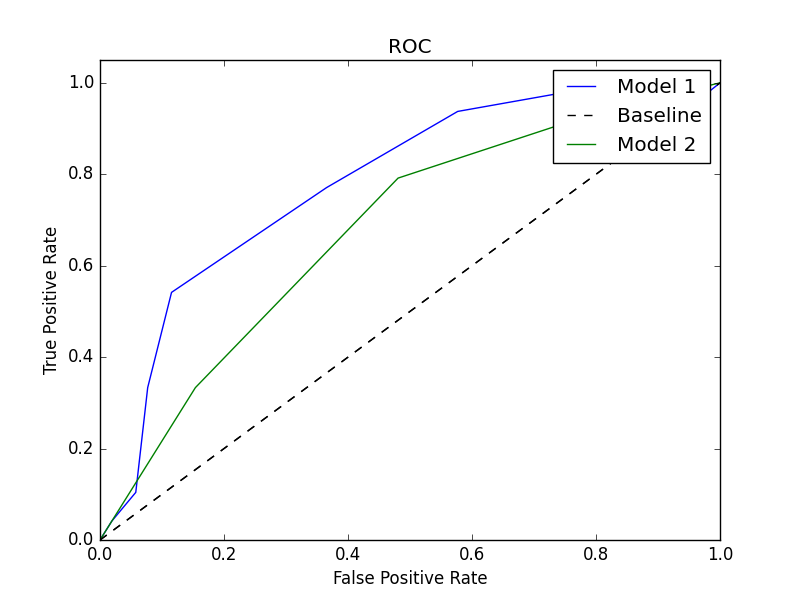 ROC
Model 1
Baseline
Model 2
1.0
0.8
0.6
0.4
0.2
0.0
True Positive Rate
0.0 0.2 0.4 0.6 0.8 1.0
False Positive Rate